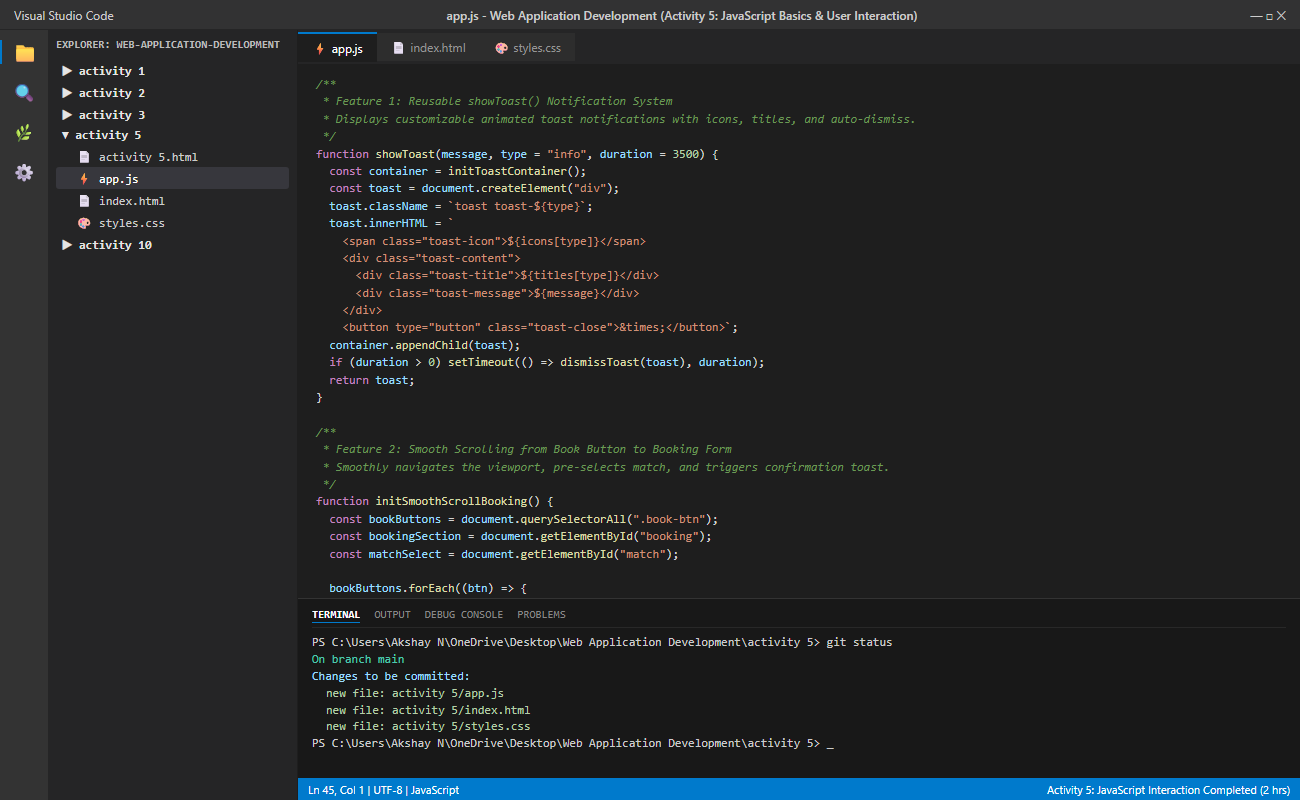 Visual Studio Code
app.js - Web Application Development (Activity 5: JavaScript Basics & User Interaction)
EXPLORER: WEB-APPLICATION-DEVELOPMENT
▶ activity 1
▶ activity 2
▶ activity 3
▼ activity 5
activity 5.html
app.js
index.html
styles.css
▶ activity 10
app.js
index.html
styles.css
/**
 * Feature 1: Reusable showToast() Notification System
 * Displays customizable animated toast notifications with icons, titles, and auto-dismiss.
 */
function showToast(message, type = "info", duration = 3500) {
  const container = initToastContainer();
  const toast = document.createElement("div");
  toast.className = `toast toast-${type}`;
  toast.innerHTML = `
    <span class="toast-icon">${icons[type]}</span>
    <div class="toast-content">
      <div class="toast-title">${titles[type]}</div>
      <div class="toast-message">${message}</div>
    </div>
    <button type="button" class="toast-close">&times;</button>`;
  container.appendChild(toast);
  if (duration > 0) setTimeout(() => dismissToast(toast), duration);
  return toast;
}
/**
 * Feature 2: Smooth Scrolling from Book Button to Booking Form
 * Smoothly navigates the viewport, pre-selects match, and triggers confirmation toast.
 */
function initSmoothScrollBooking() {
  const bookButtons = document.querySelectorAll(".book-btn");
  const bookingSection = document.getElementById("booking");
  const matchSelect = document.getElementById("match");
  bookButtons.forEach((btn) => {
TERMINAL OUTPUT DEBUG CONSOLE PROBLEMS
PS C:\Users\Akshay N\OneDrive\Desktop\Web Application Development\activity 5> git status
On branch main
Changes to be committed:
  new file: activity 5/app.js
  new file: activity 5/index.html
  new file: activity 5/styles.css
PS C:\Users\Akshay N\OneDrive\Desktop\Web Application Development\activity 5> _
Ln 45, Col 1 | UTF-8 | JavaScript
Activity 5: JavaScript Interaction Completed (2 hrs)